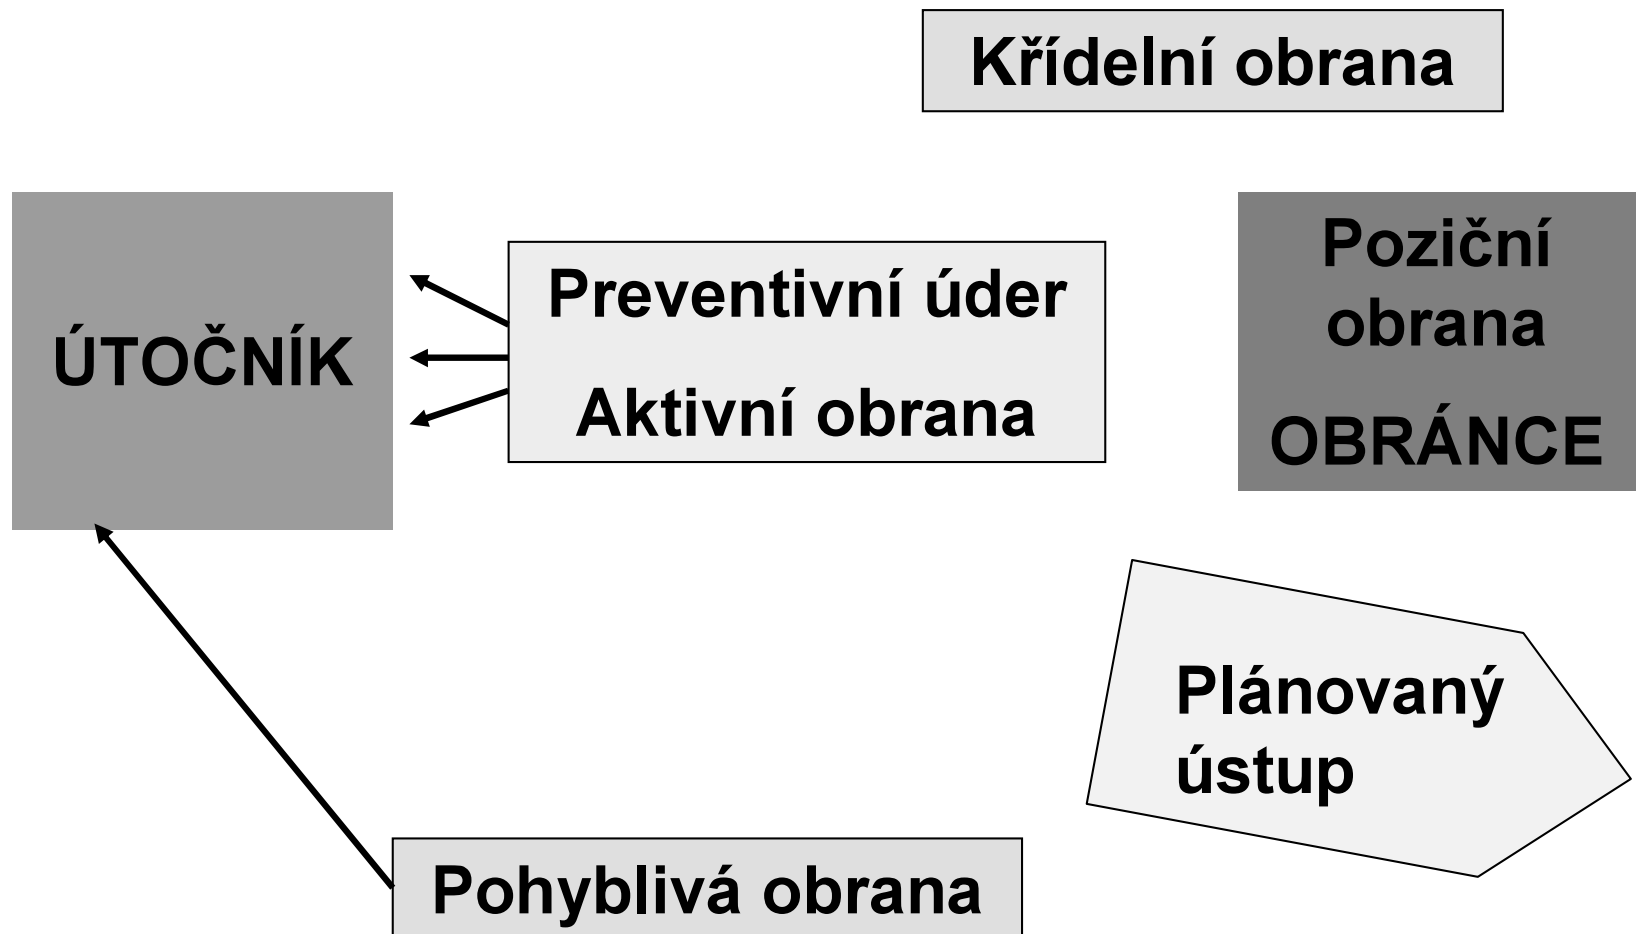 Křídelní obrana
ÚTOČNÍK
Preventivní úder
Aktivní obrana
Poziční
obrana
OBRÁNCE
Plánovaný
ústup
Pohyblivá obrana